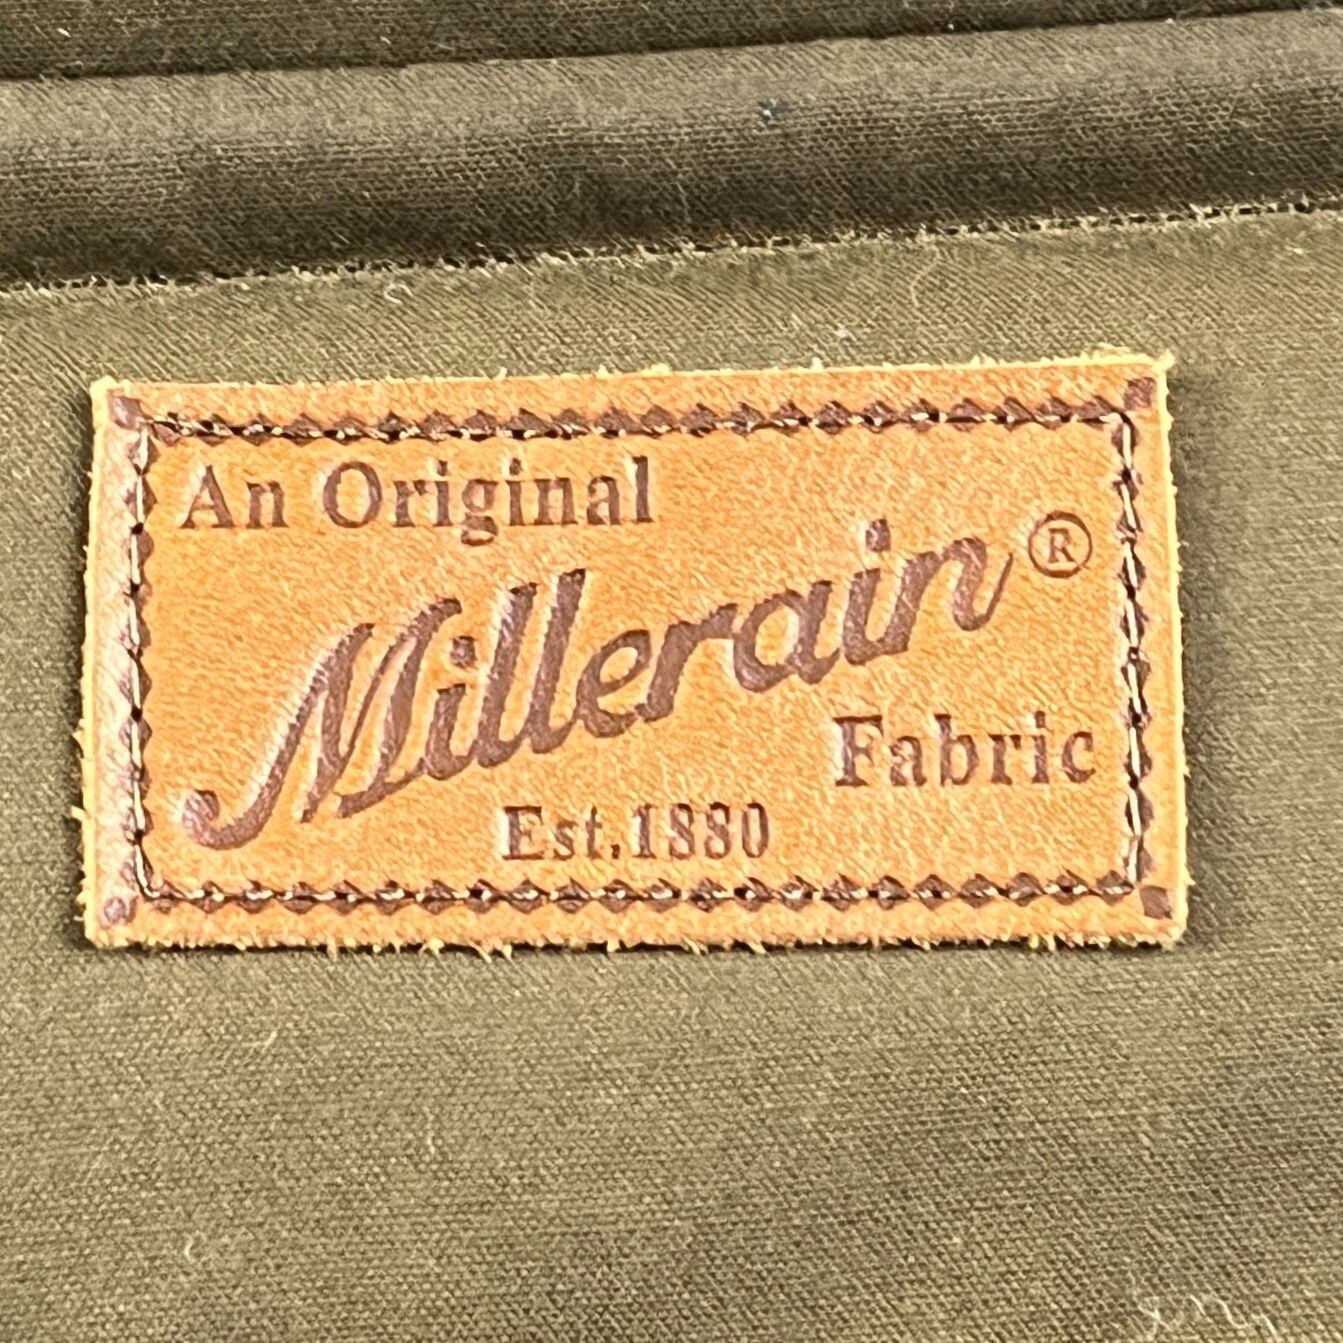 An Original
Millerain®
Fabric
Est.1880